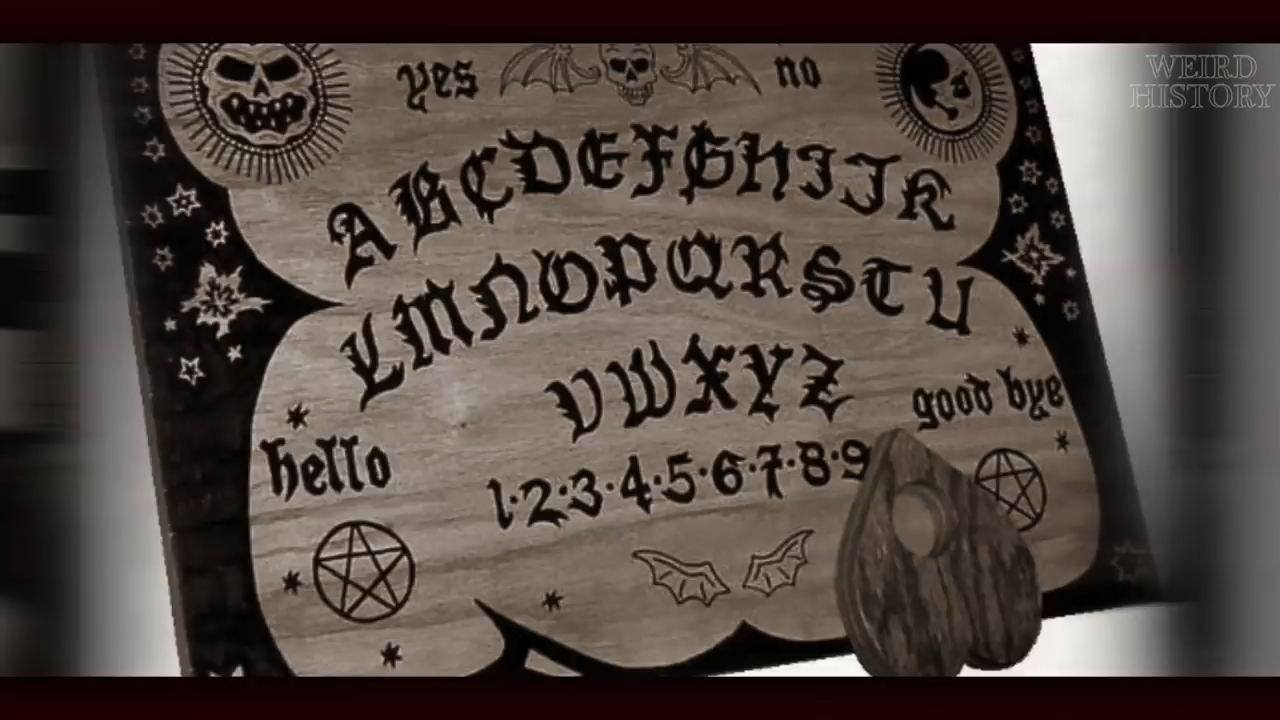 WEIRD
HISTORY
yes no
ABCDEFGHIJK
LMNOPQRSTU
VWXYZ
good bye
hello
1·2·3·4·5·6·7·8·9